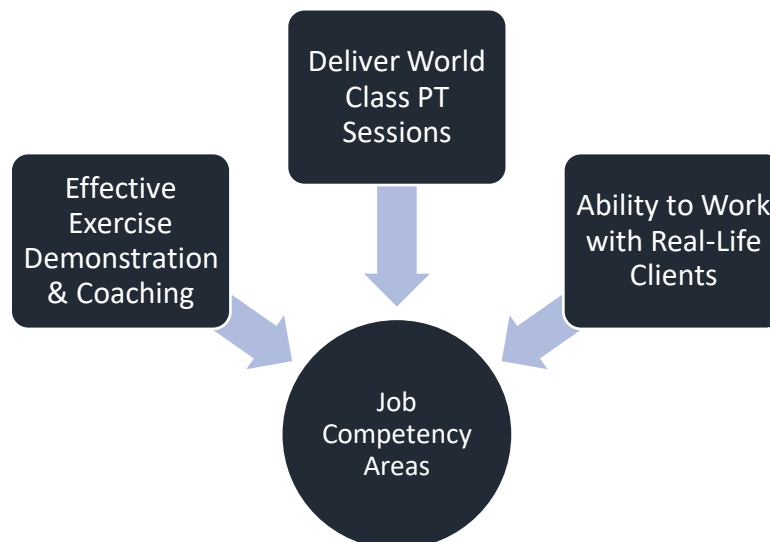 Deliver World
Class PT
Sessions
Effective
Exercise
Demonstration
& Coaching
Ability to Work
with Real-Life
Clients
Job
Competency
Areas